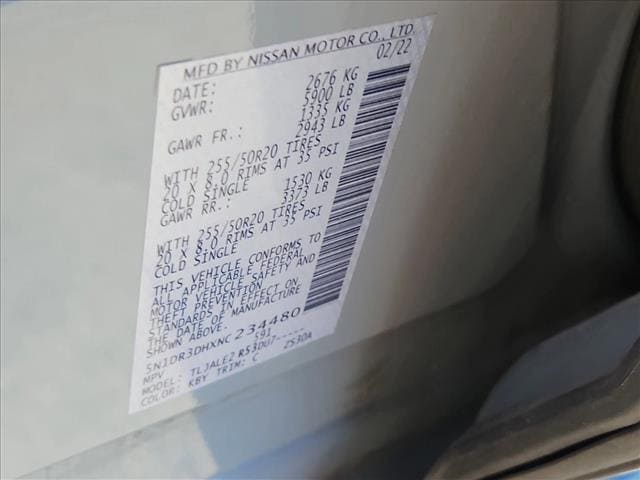 MFD BY NISSAN MOTOR CO., LTD.
DATE: 02/22
GVWR: 2676 KG
5900 LB
GAWR FR.: 1335 KG
2943 LB
WITH 255/50R20 TIRES
20 X 8.0 RIMS AT 35 PSI
COLD SINGLE
GAWR RR.: 1530 KG
3373 LB
WITH 255/50R20 TIRES
20 X 8.0 RIMS AT 35 PSI
COLD SINGLE
THIS VEHICLE CONFORMS TO
ALL APPLICABLE FEDERAL
MOTOR VEHICLE SAFETY AND
THEFT PREVENTION
STANDARDS IN EFFECT ON
THE DATE OF MANUFACTURE
SHOWN ABOVE.
5N1DR3DHXNC234480
MPV S91
TLJALE2 R53DU7-----
COLOR: KBY TRIM: C ZS30A